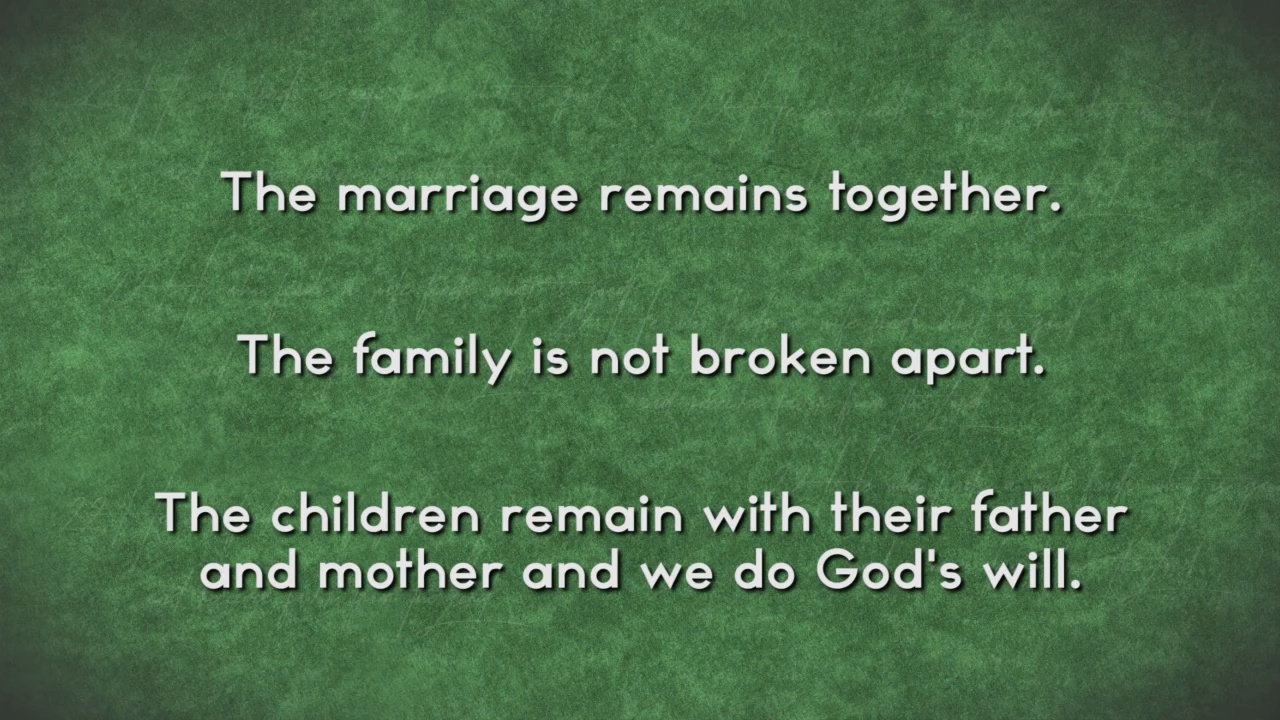 The marriage remains together.
The family is not broken apart.
The children remain with their father
and mother and we do God's will.